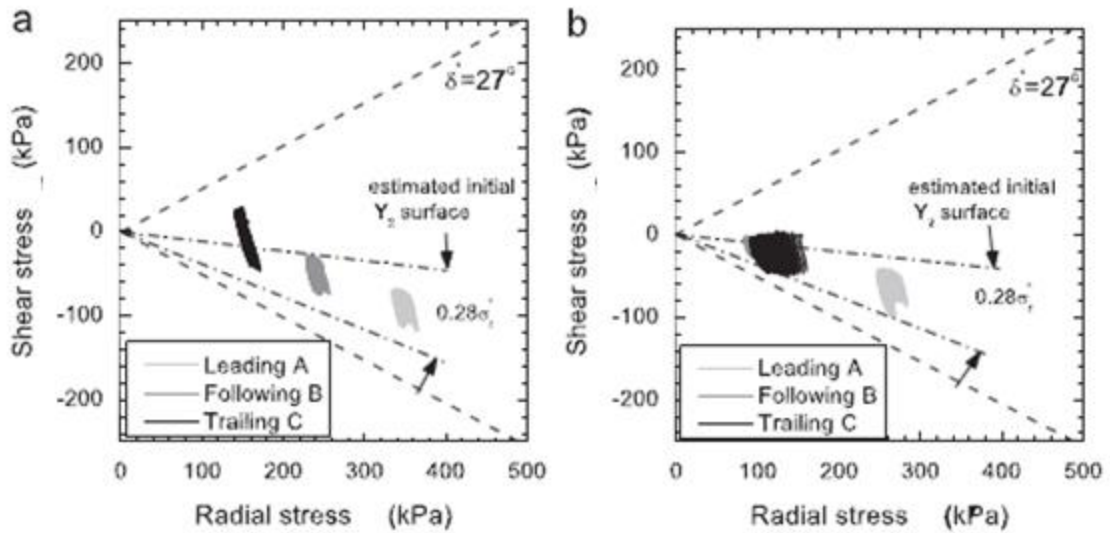 a
200
100
0
-100
-200
Shear stress (kPa)
δ'=27°
estimated initial
Y₂ surface
0.28σ'ᵣ
Leading A
Following B
Trailing C
0 100 200 300 400 500
Radial stress (kPa)
b
200
100
0
-100
-200
Shear stress (kPa)
δ'=27°
estimated initial
Y₂ surface
0.28σ'ᵣ
Leading A
Following B
Trailing C
0 100 200 300 400 500
Radial stress (kPa)